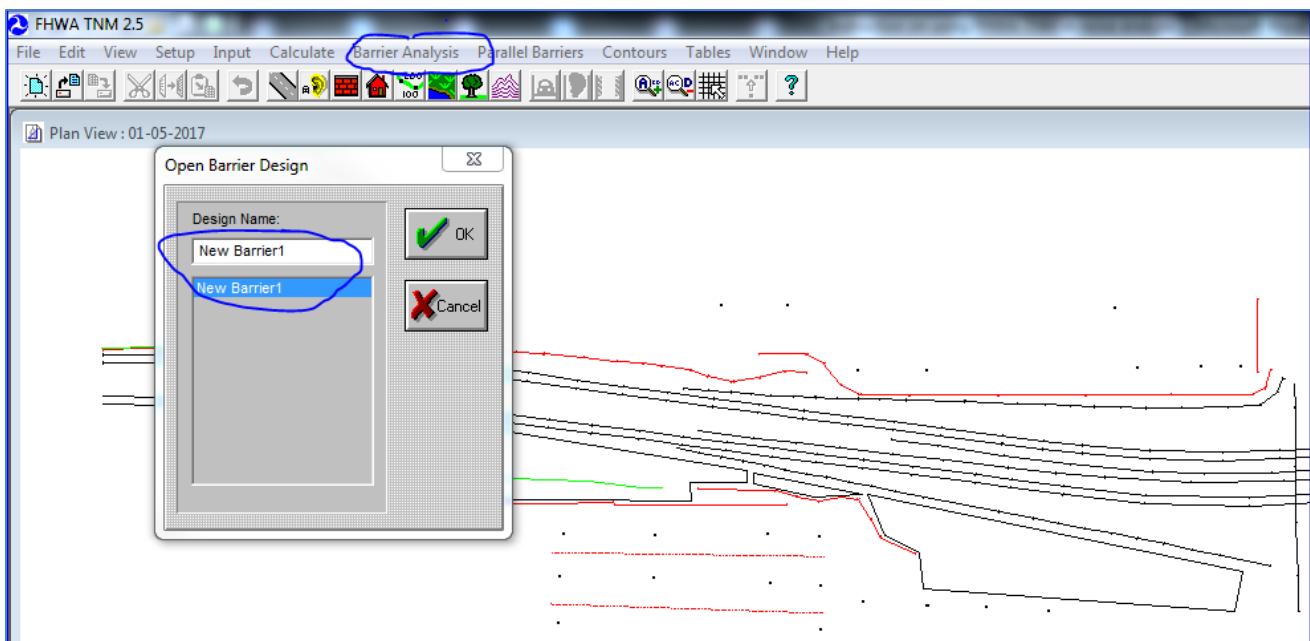 FHWA TNM 2.5
File Edit View Setup Input Calculate Barrier Analysis Parallel Barriers Contours Tables Window Help
Plan View : 01-05-2017
Open Barrier Design
Design Name:
New Barrier1
OK
New Barrier1
Cancel